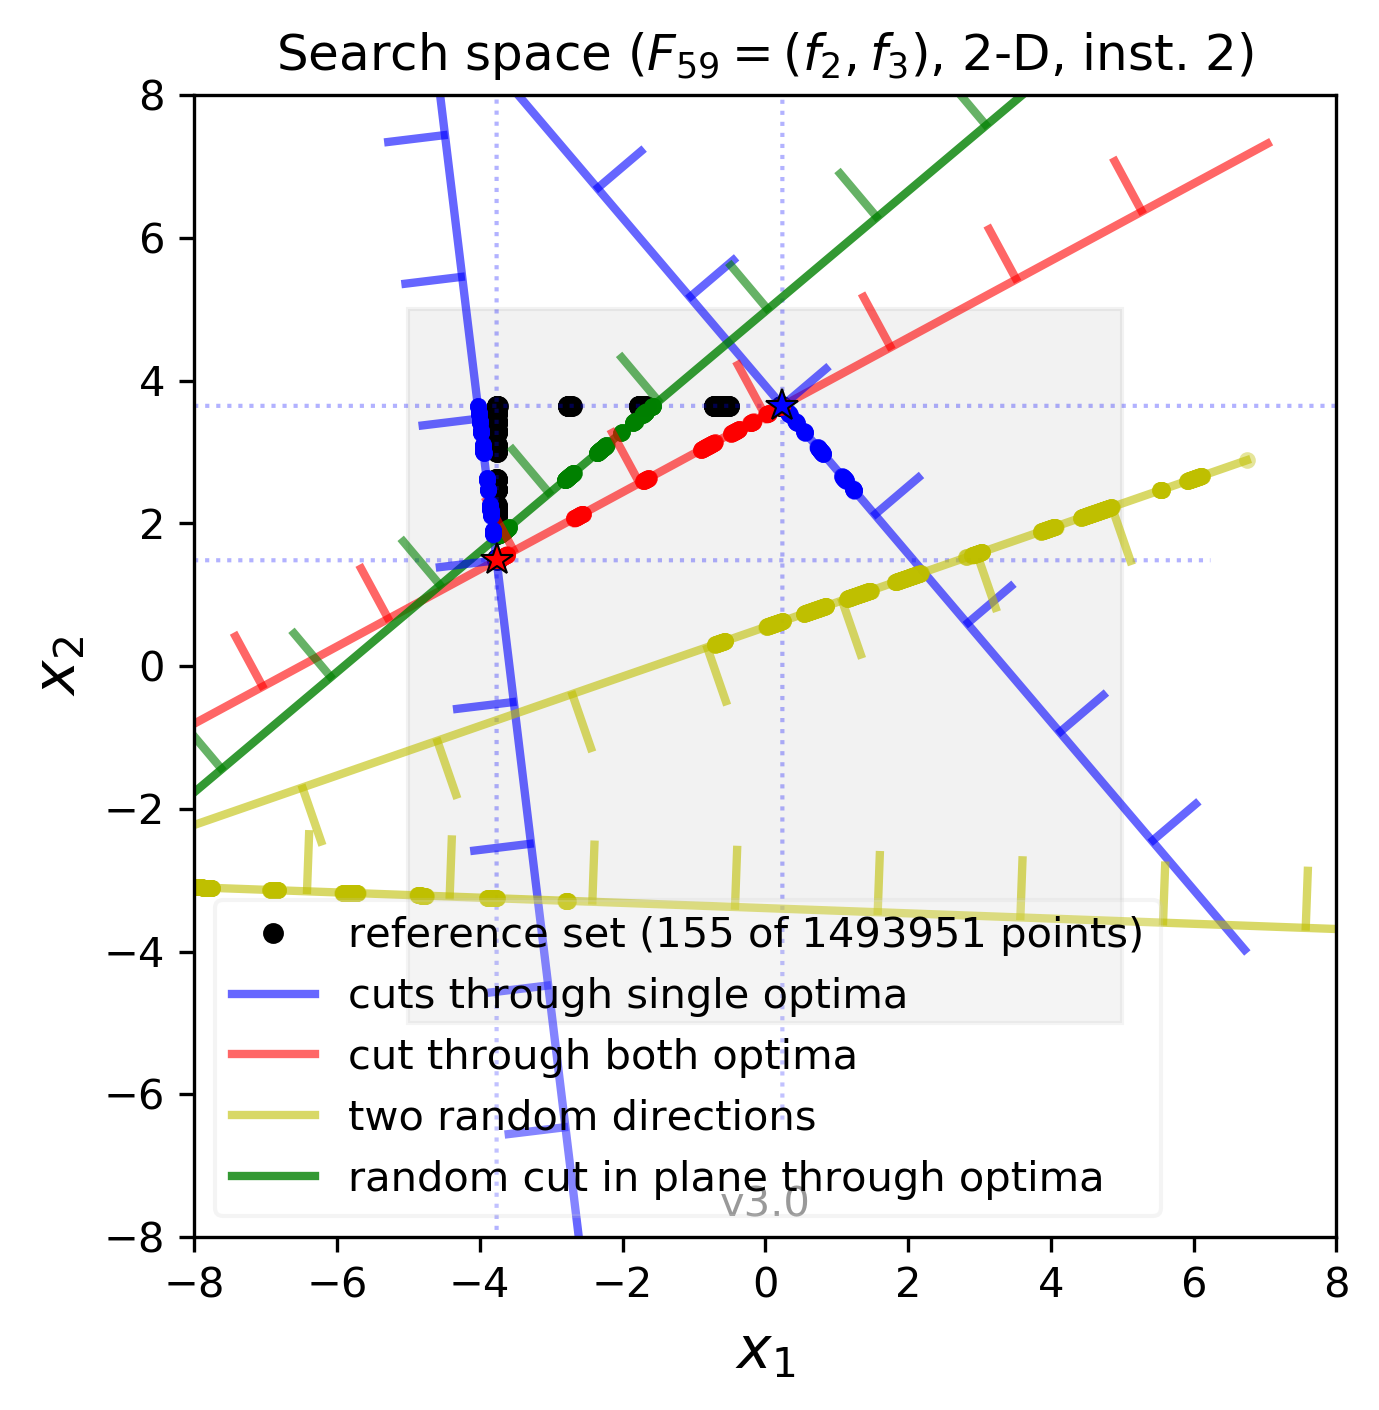 Search space (F59 = (f2, f3), 2-D, inst. 2)
8
6
4
2
0
−2
−4
−6
−8
x2
reference set (155 of 1493951 points)
cuts through single optima
cut through both optima
two random directions
random cut in plane through optima
v3.0
−8 −6 −4 −2 0 2 4 6 8
x1